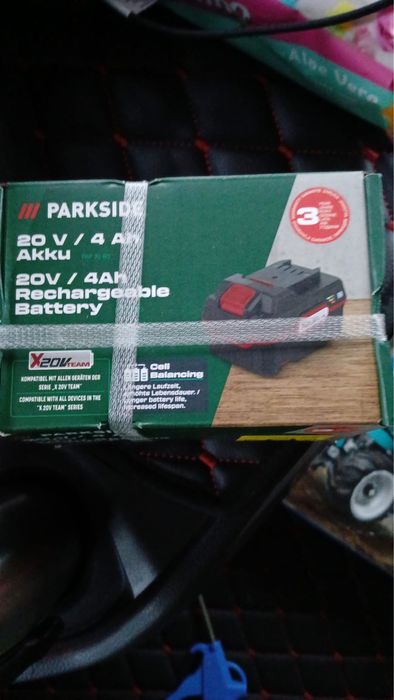 Aloe Vera
PARKSIDE
20 V / 4 Ah
Akku
20V / 4Ah
Rechargeable
Battery
3
X20V TEAM
KOMPATIBEL MIT ALLEN GERÄTEN DER
SERIE „X 20V TEAM“
COMPATIBLE WITH ALL DEVICES IN THE
"X 20V TEAM" SERIES
Cell
Balancing
Längere Laufzeit,
erhöhte Lebensdauer. /
Longer battery life,
increased lifespan.